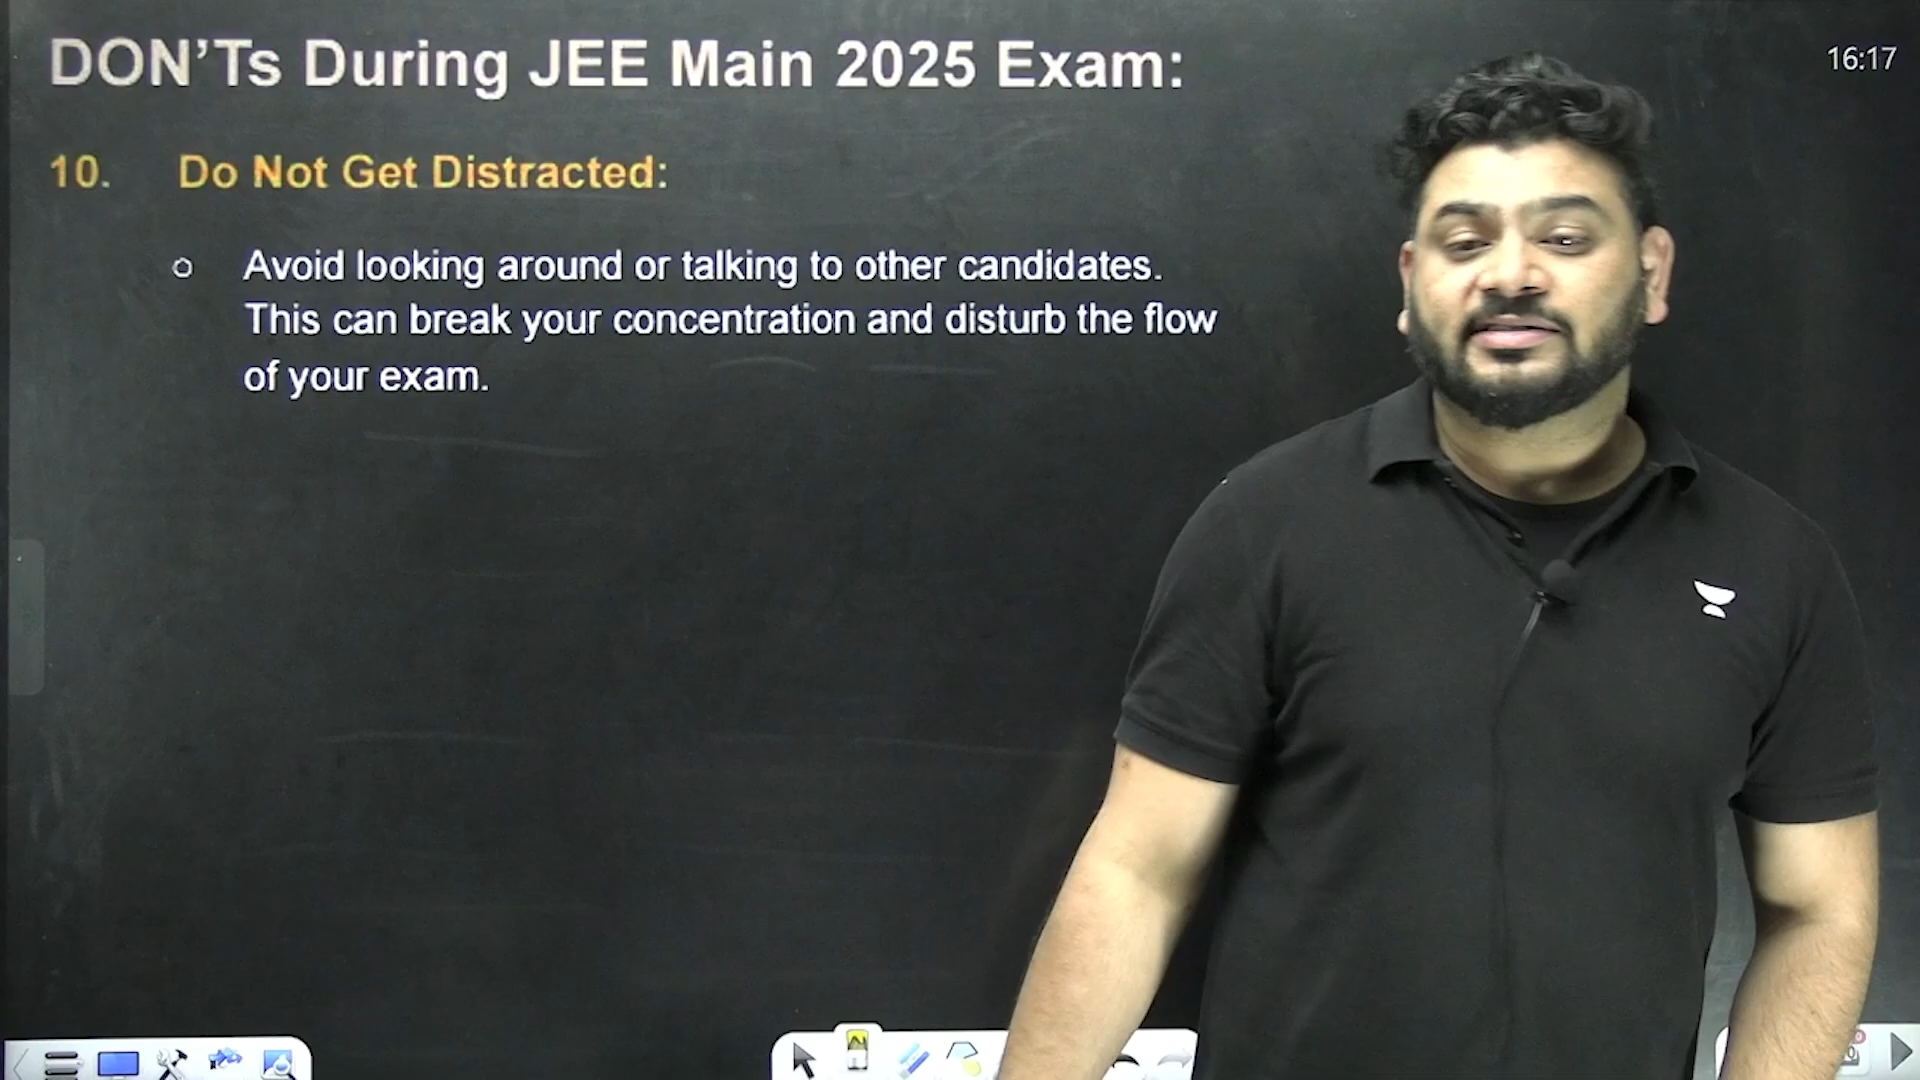 DON'Ts During JEE Main 2025 Exam:
16:17
10. Do Not Get Distracted:
o Avoid looking around or talking to other candidates.
This can break your concentration and disturb the flow
of your exam.